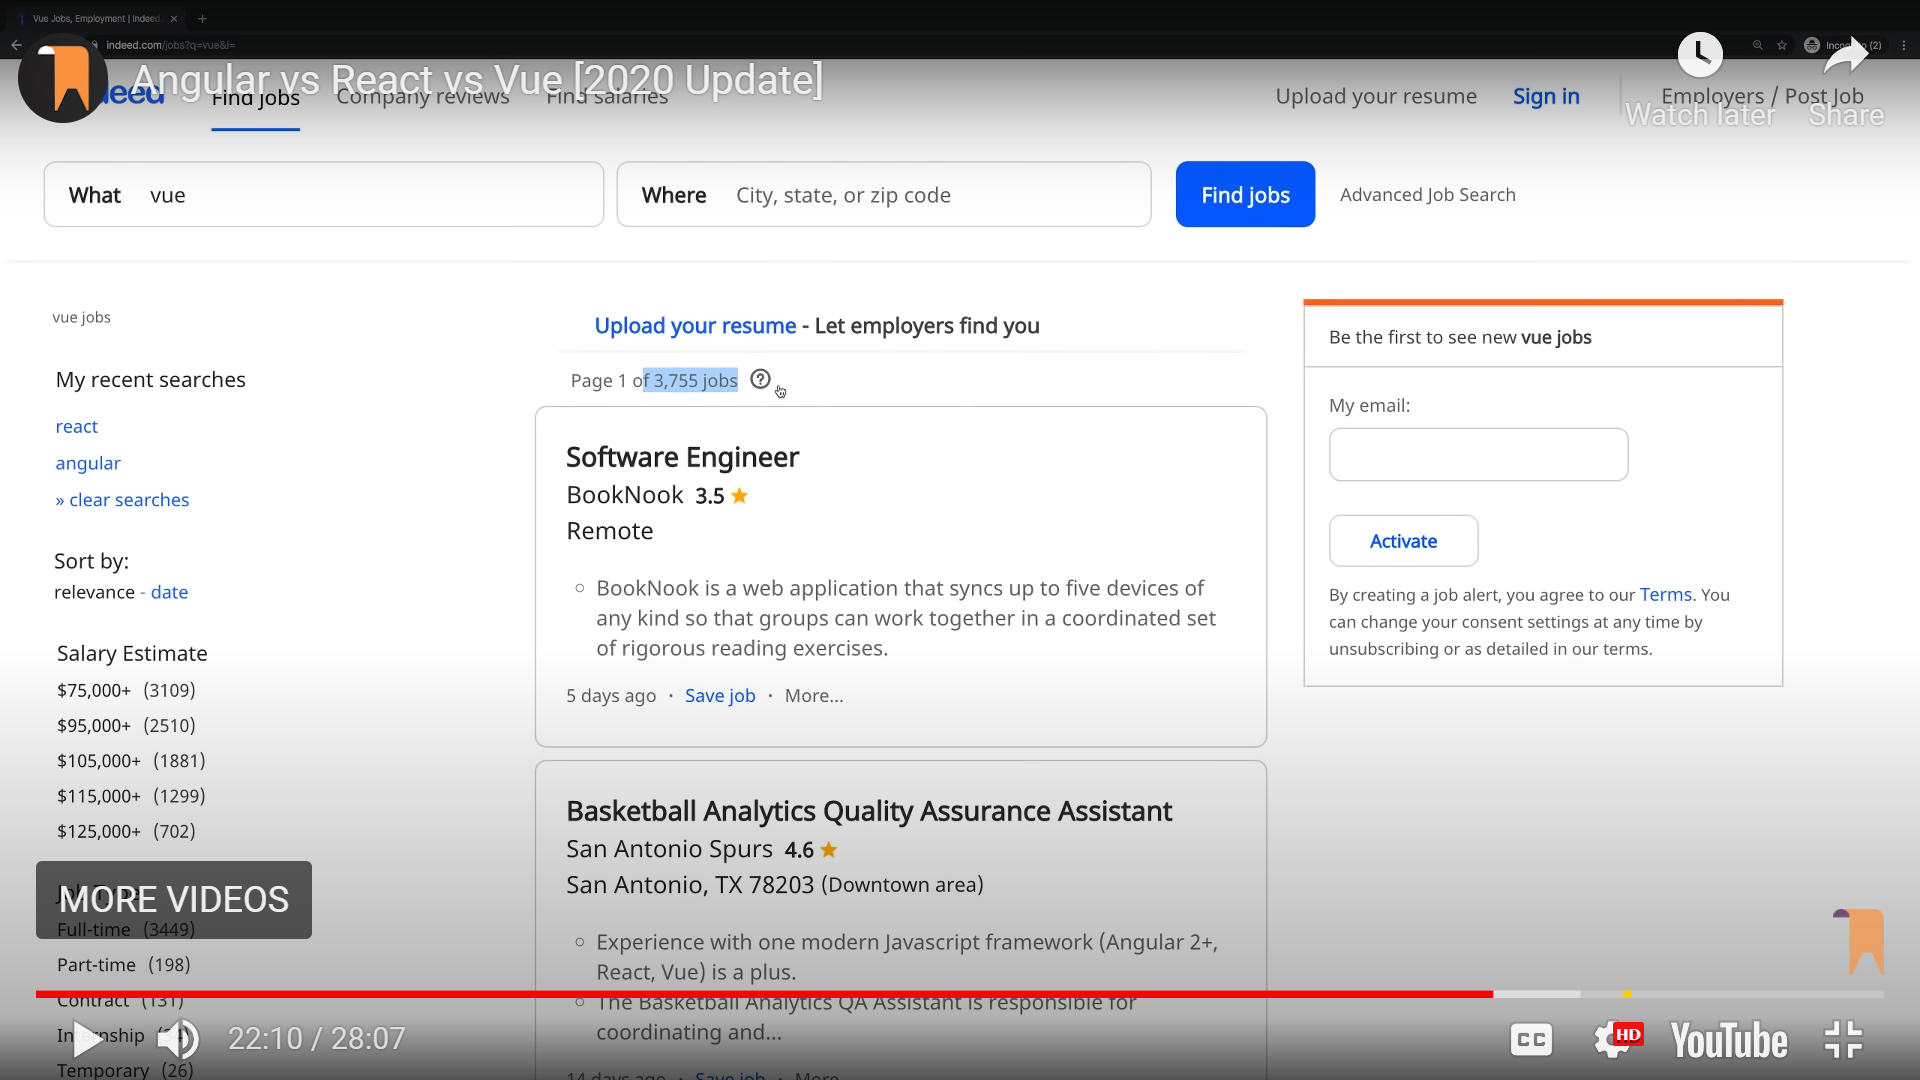 Vue Jobs, Employment | Indeed.
indeed.com/jobs?q=vue&l=
Angular vs React vs Vue [2020 Update]
Find jobs
Company reviews
Find salaries
Upload your resume
Sign in
Employers / Post Job
Watch later
Share
What vue
Where City, state, or zip code
Find jobs
Advanced Job Search
vue jobs
My recent searches
react
angular
» clear searches
Sort by:
relevance - date
Salary Estimate
$75,000+ (3109)
$95,000+ (2510)
$105,000+ (1881)
$115,000+ (1299)
$125,000+ (702)
MORE VIDEOS
Full-time (3449)
Part-time (198)
Contract (131)
Internship
Temporary (26)
Upload your resume - Let employers find you
Page 1 of 3,755 jobs
Software Engineer
BookNook 3.5
Remote
BookNook is a web application that syncs up to five devices of
any kind so that groups can work together in a coordinated set
of rigorous reading exercises.
5 days ago · Save job · More...
Basketball Analytics Quality Assurance Assistant
San Antonio Spurs 4.6
San Antonio, TX 78203 (Downtown area)
Experience with one modern Javascript framework (Angular 2+,
React, Vue) is a plus.
The Basketball Analytics QA Assistant is responsible for
coordinating and...
14 days ago · Save job · More...
Be the first to see new vue jobs
My email:
Activate
By creating a job alert, you agree to our Terms. You
can change your consent settings at any time by
unsubscribing or as detailed in our terms.
22:10 / 28:07
CC
HD
YouTube